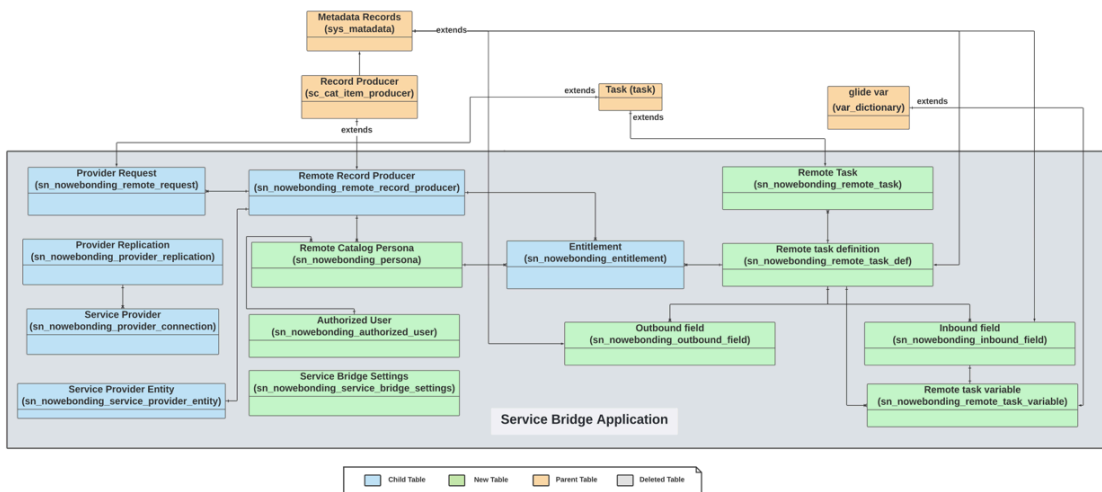 Metadata Records
(sys_matadata)
extends
Record Producer
(sc_cat_item_producer)
extends
extends
Task (task)
extends
glide var
(var_dictionary)
extends
Provider Request
(sn_nowebonding_remote_request)
Remote Record Producer
(sn_nowebonding_remote_record_producer)
Remote Task
(sn_nowebonding_remote_task)
Provider Replication
(sn_nowebonding_provider_replication)
Remote Catalog Persona
(sn_nowebonding_persona)
Entitlement
(sn_nowebonding_entitlement)
Remote task definition
(sn_nowebonding_remote_task_def)
Service Provider
(sn_nowebonding_provider_connection)
Authorized User
(sn_nowebonding_authorized_user)
Outbound field
(sn_nowebonding_outbound_field)
Inbound field
(sn_nowebonding_inbound_field)
Service Provider Entity
(sn_nowebonding_service_provider_entity)
Service Bridge Settings
(sn_nowebonding_service_bridge_settings)
Remote task variable
(sn_nowebonding_remote_task_variable)
Service Bridge Application
Child Table
New Table
Parent Table
Deleted Table